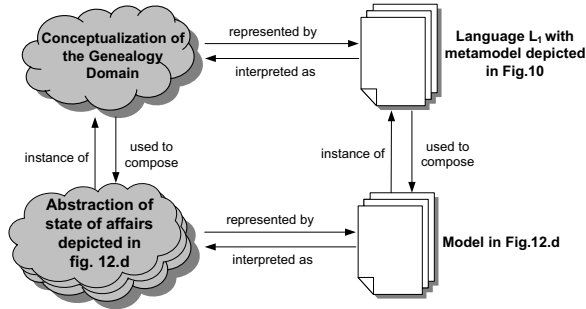 Conceptualization of
the Genealogy
Domain
represented by
interpreted as
Language L₁ with
metamodel depicted
in Fig.10
instance of
used to
compose
instance of
used to
compose
Abstraction of
state of affairs
depicted in
fig. 12.d
represented by
interpreted as
Model in Fig.12.d